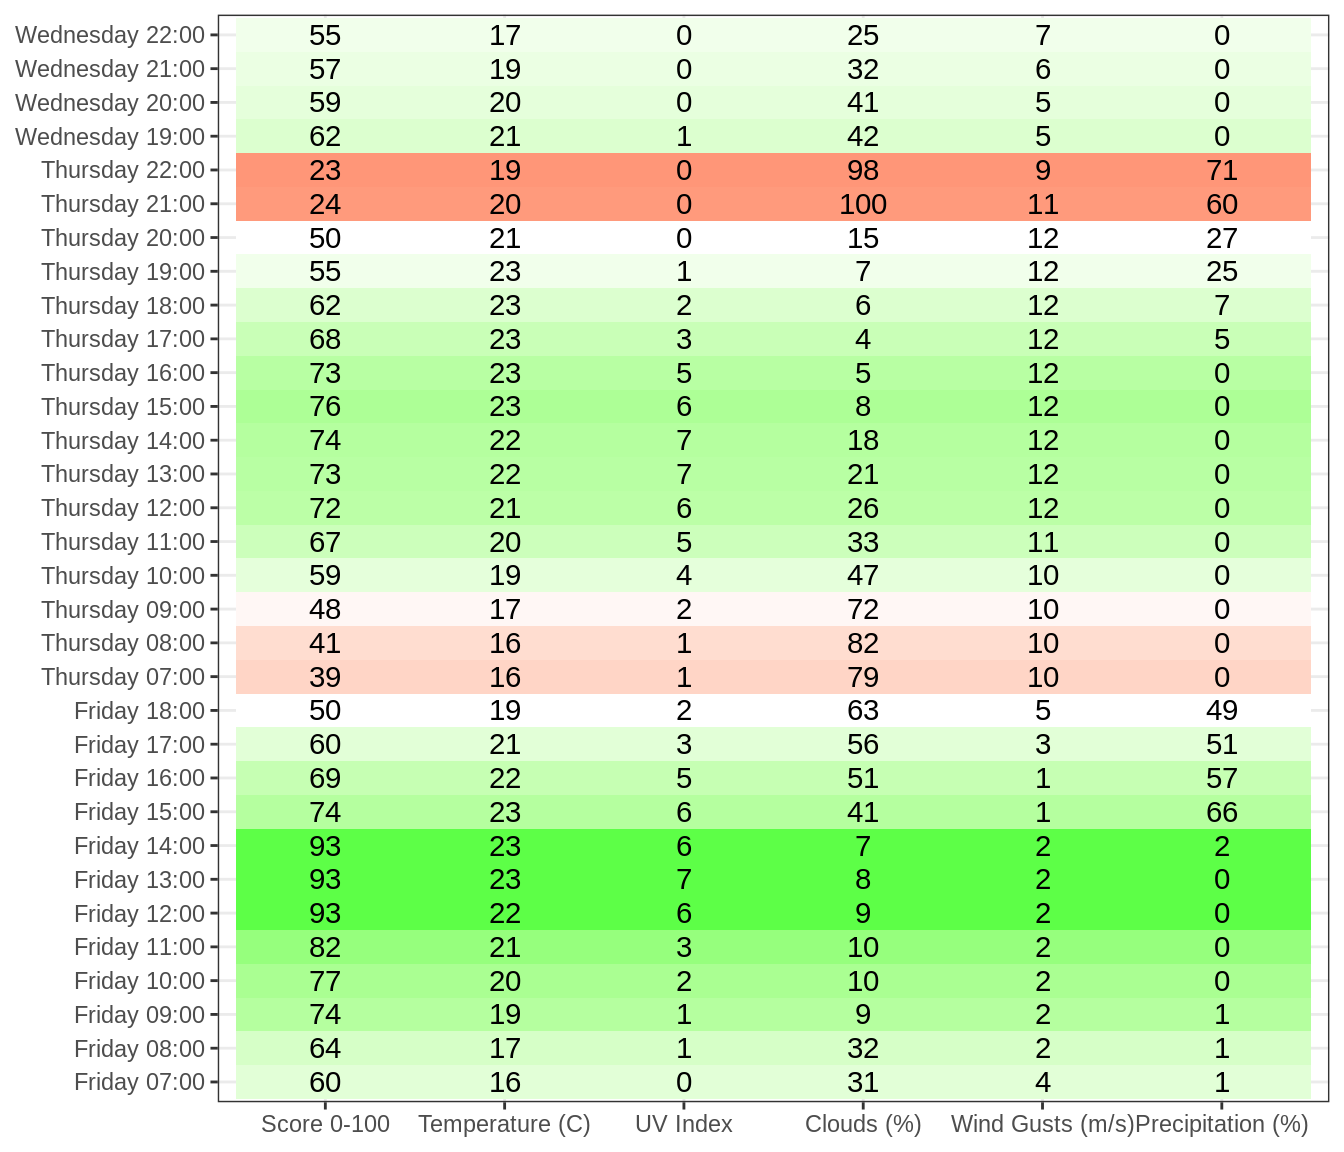 Wednesday 22:00 55 17 0 25 7 0
Wednesday 21:00 57 19 0 32 6 0
Wednesday 20:00 59 20 0 41 5 0
Wednesday 19:00 62 21 1 42 5 0
Thursday 22:00 23 19 0 98 9 71
Thursday 21:00 24 20 0 100 11 60
Thursday 20:00 50 21 0 15 12 27
Thursday 19:00 55 23 1 7 12 25
Thursday 18:00 62 23 2 6 12 7
Thursday 17:00 68 23 3 4 12 5
Thursday 16:00 73 23 5 5 12 0
Thursday 15:00 76 23 6 8 12 0
Thursday 14:00 74 22 7 18 12 0
Thursday 13:00 73 22 7 21 12 0
Thursday 12:00 72 21 6 26 12 0
Thursday 11:00 67 20 5 33 11 0
Thursday 10:00 59 19 4 47 10 0
Thursday 09:00 48 17 2 72 10 0
Thursday 08:00 41 16 1 82 10 0
Thursday 07:00 39 16 1 79 10 0
Friday 18:00 50 19 2 63 5 49
Friday 17:00 60 21 3 56 3 51
Friday 16:00 69 22 5 51 1 57
Friday 15:00 74 23 6 41 1 66
Friday 14:00 93 23 6 7 2 2
Friday 13:00 93 23 7 8 2 0
Friday 12:00 93 22 6 9 2 0
Friday 11:00 82 21 3 10 2 0
Friday 10:00 77 20 2 10 2 0
Friday 09:00 74 19 1 9 2 1
Friday 08:00 64 17 1 32 2 1
Friday 07:00 60 16 0 31 4 1
Score 0-100 Temperature (C) UV Index Clouds (%) Wind Gusts (m/s) Precipitation (%)